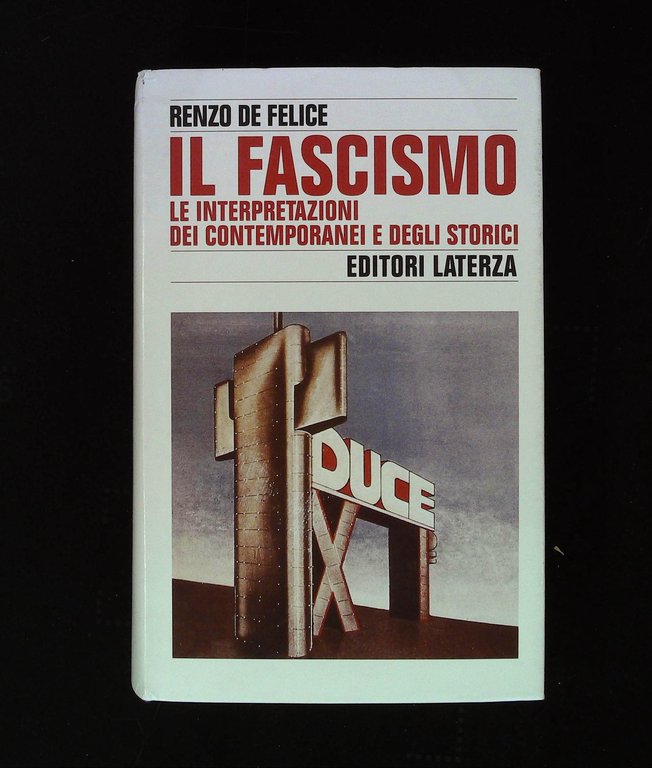 RENZO DE FELICE
IL FASCISMO
LE INTERPRETAZIONI
DEI CONTEMPORANEI E DEGLI STORICI
EDITORI LATERZA
DUCE